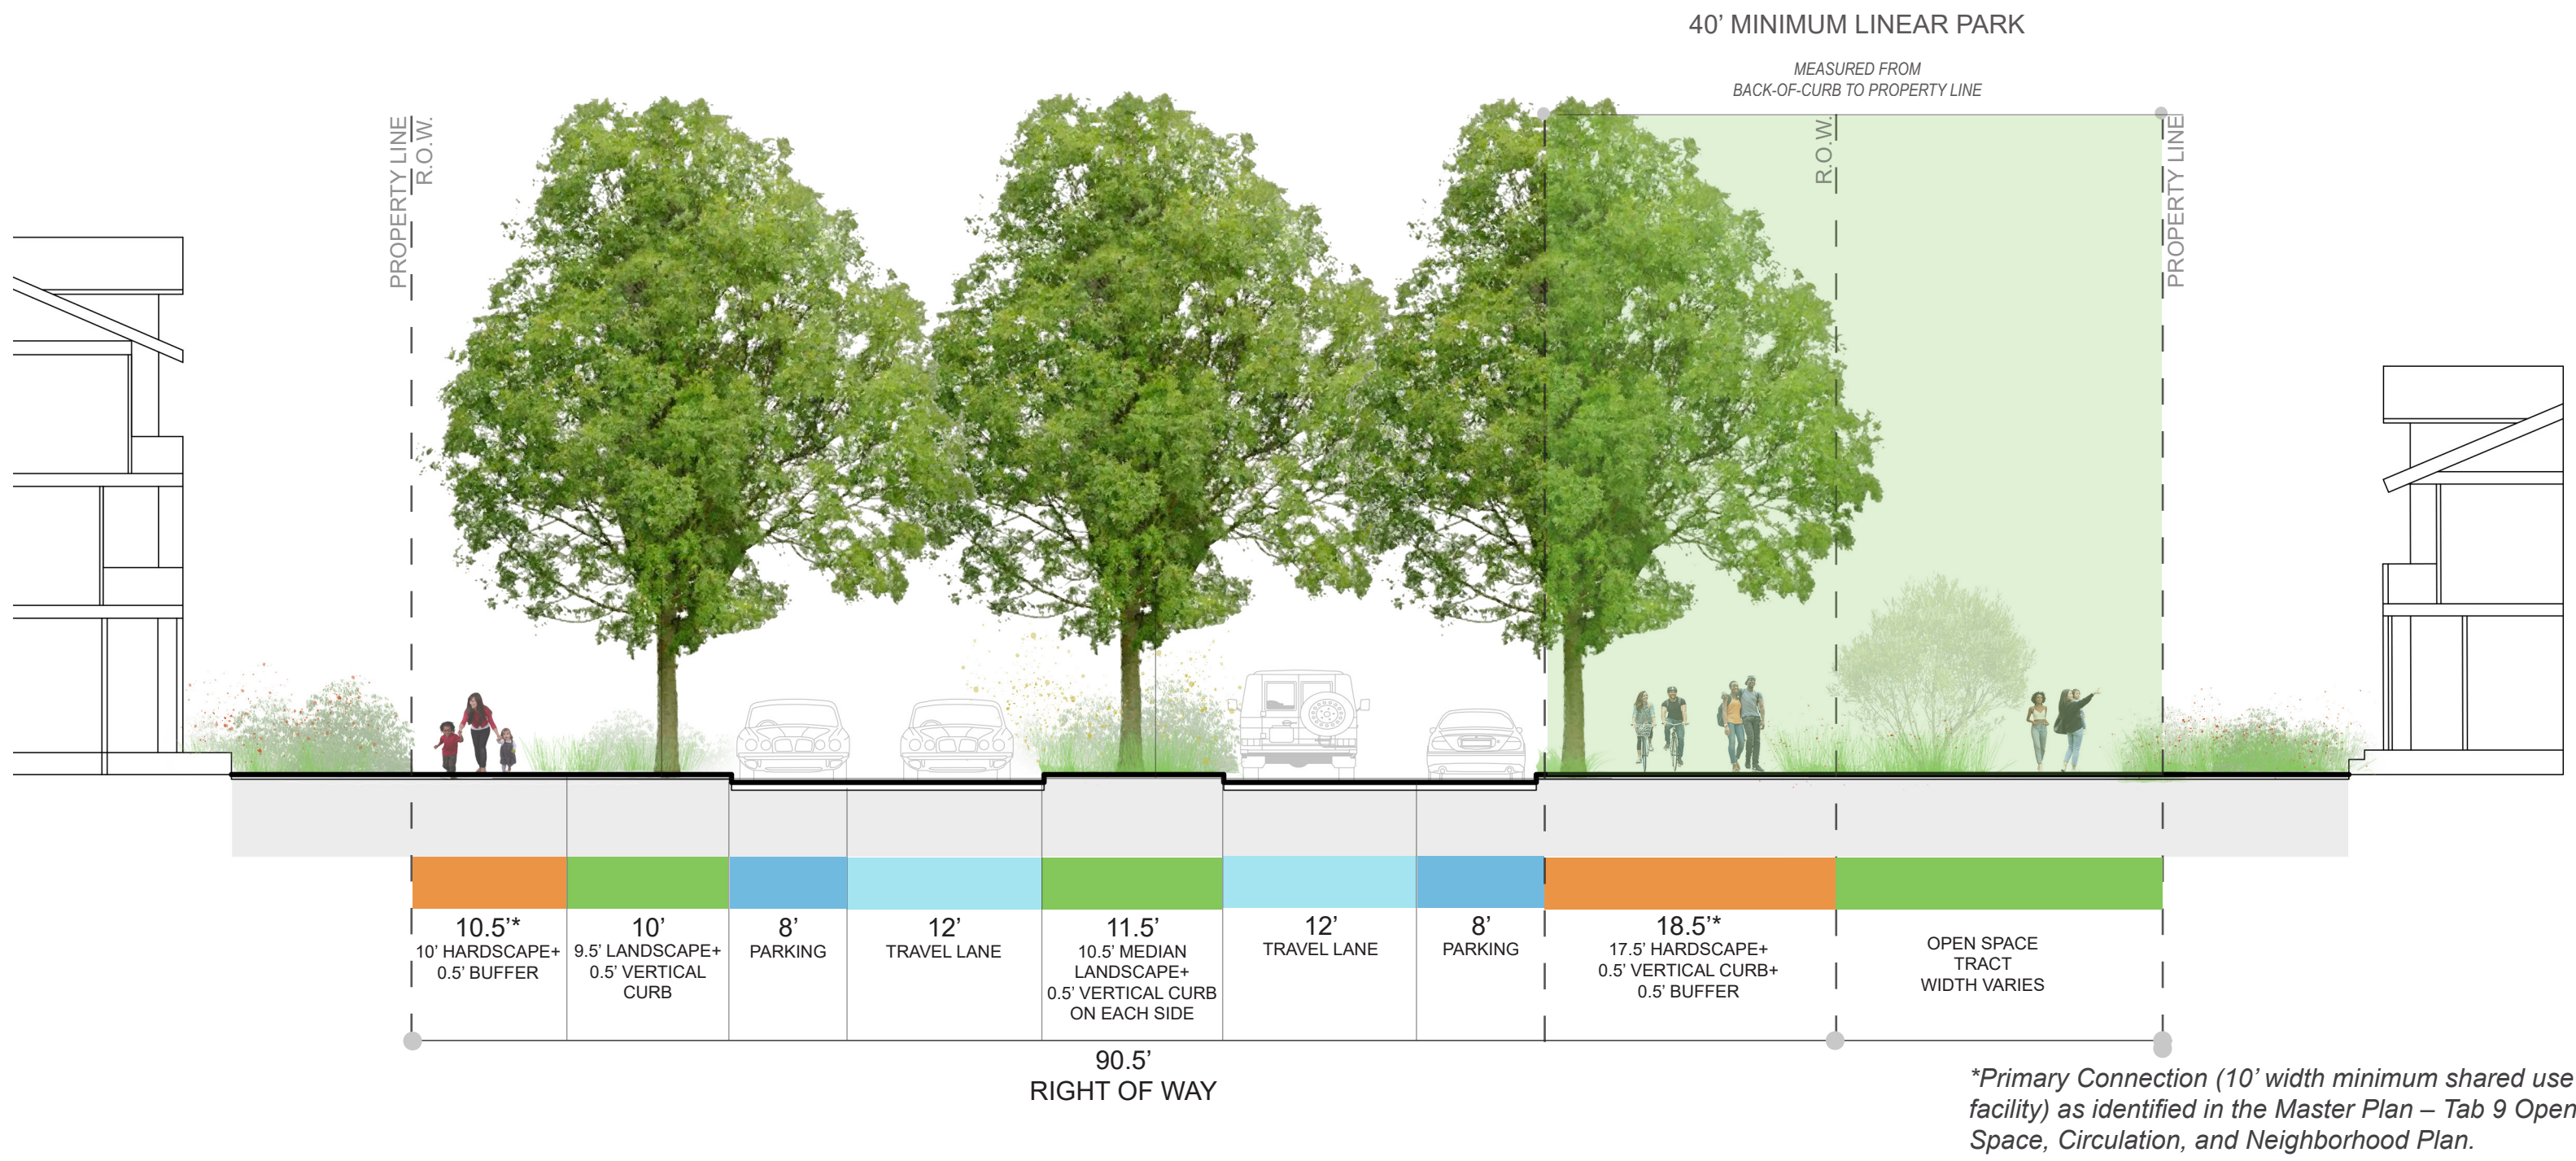 40’ MINIMUM LINEAR PARK
MEASURED FROM
BACK-OF-CURB TO PROPERTY LINE
PROPERTY LINE
R.O.W.
R.O.W.
PROPERTY LINE
10.5’*
10’ HARDSCAPE+
0.5’ BUFFER
10’
9.5’ LANDSCAPE+
0.5’ VERTICAL
CURB
8’
PARKING
12’
TRAVEL LANE
11.5’
10.5’ MEDIAN
LANDSCAPE+
0.5’ VERTICAL CURB
ON EACH SIDE
12’
TRAVEL LANE
8’
PARKING
18.5’*
17.5’ HARDSCAPE+
0.5’ VERTICAL CURB+
0.5’ BUFFER
OPEN SPACE
TRACT
WIDTH VARIES
90.5’
RIGHT OF WAY
*Primary Connection (10’ width minimum shared use
facility) as identified in the Master Plan – Tab 9 Open
Space, Circulation, and Neighborhood Plan.